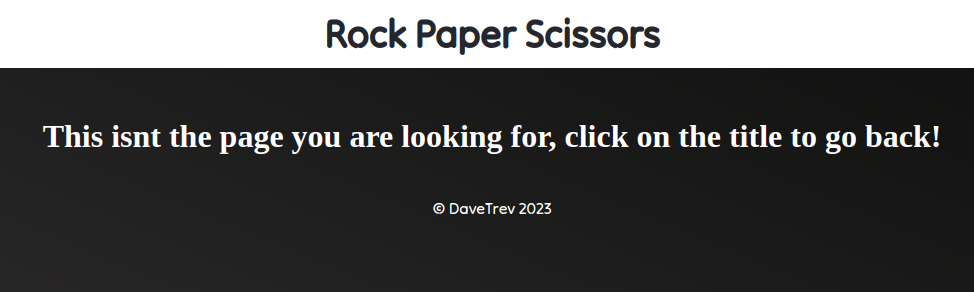 Rock Paper Scissors
This isnt the page you are looking for, click on the title to go back!
© DaveTrev 2023